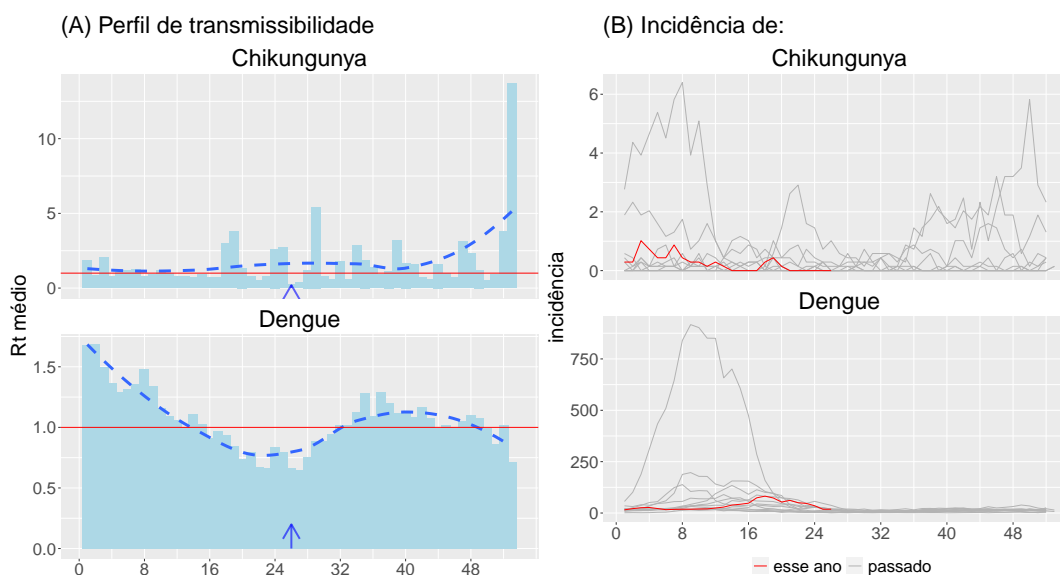 (A) Perfil de transmissibilidade
Chikungunya
10
5
0
Dengue
1.5
1.0
0.5
0.0
0 8 16 24 32 40 48
Rt médio
(B) Incidência de:
Chikungunya
6
4
2
0
Dengue
750
500
250
0
0 8 16 24 32 40 48
incidência
esse ano passado